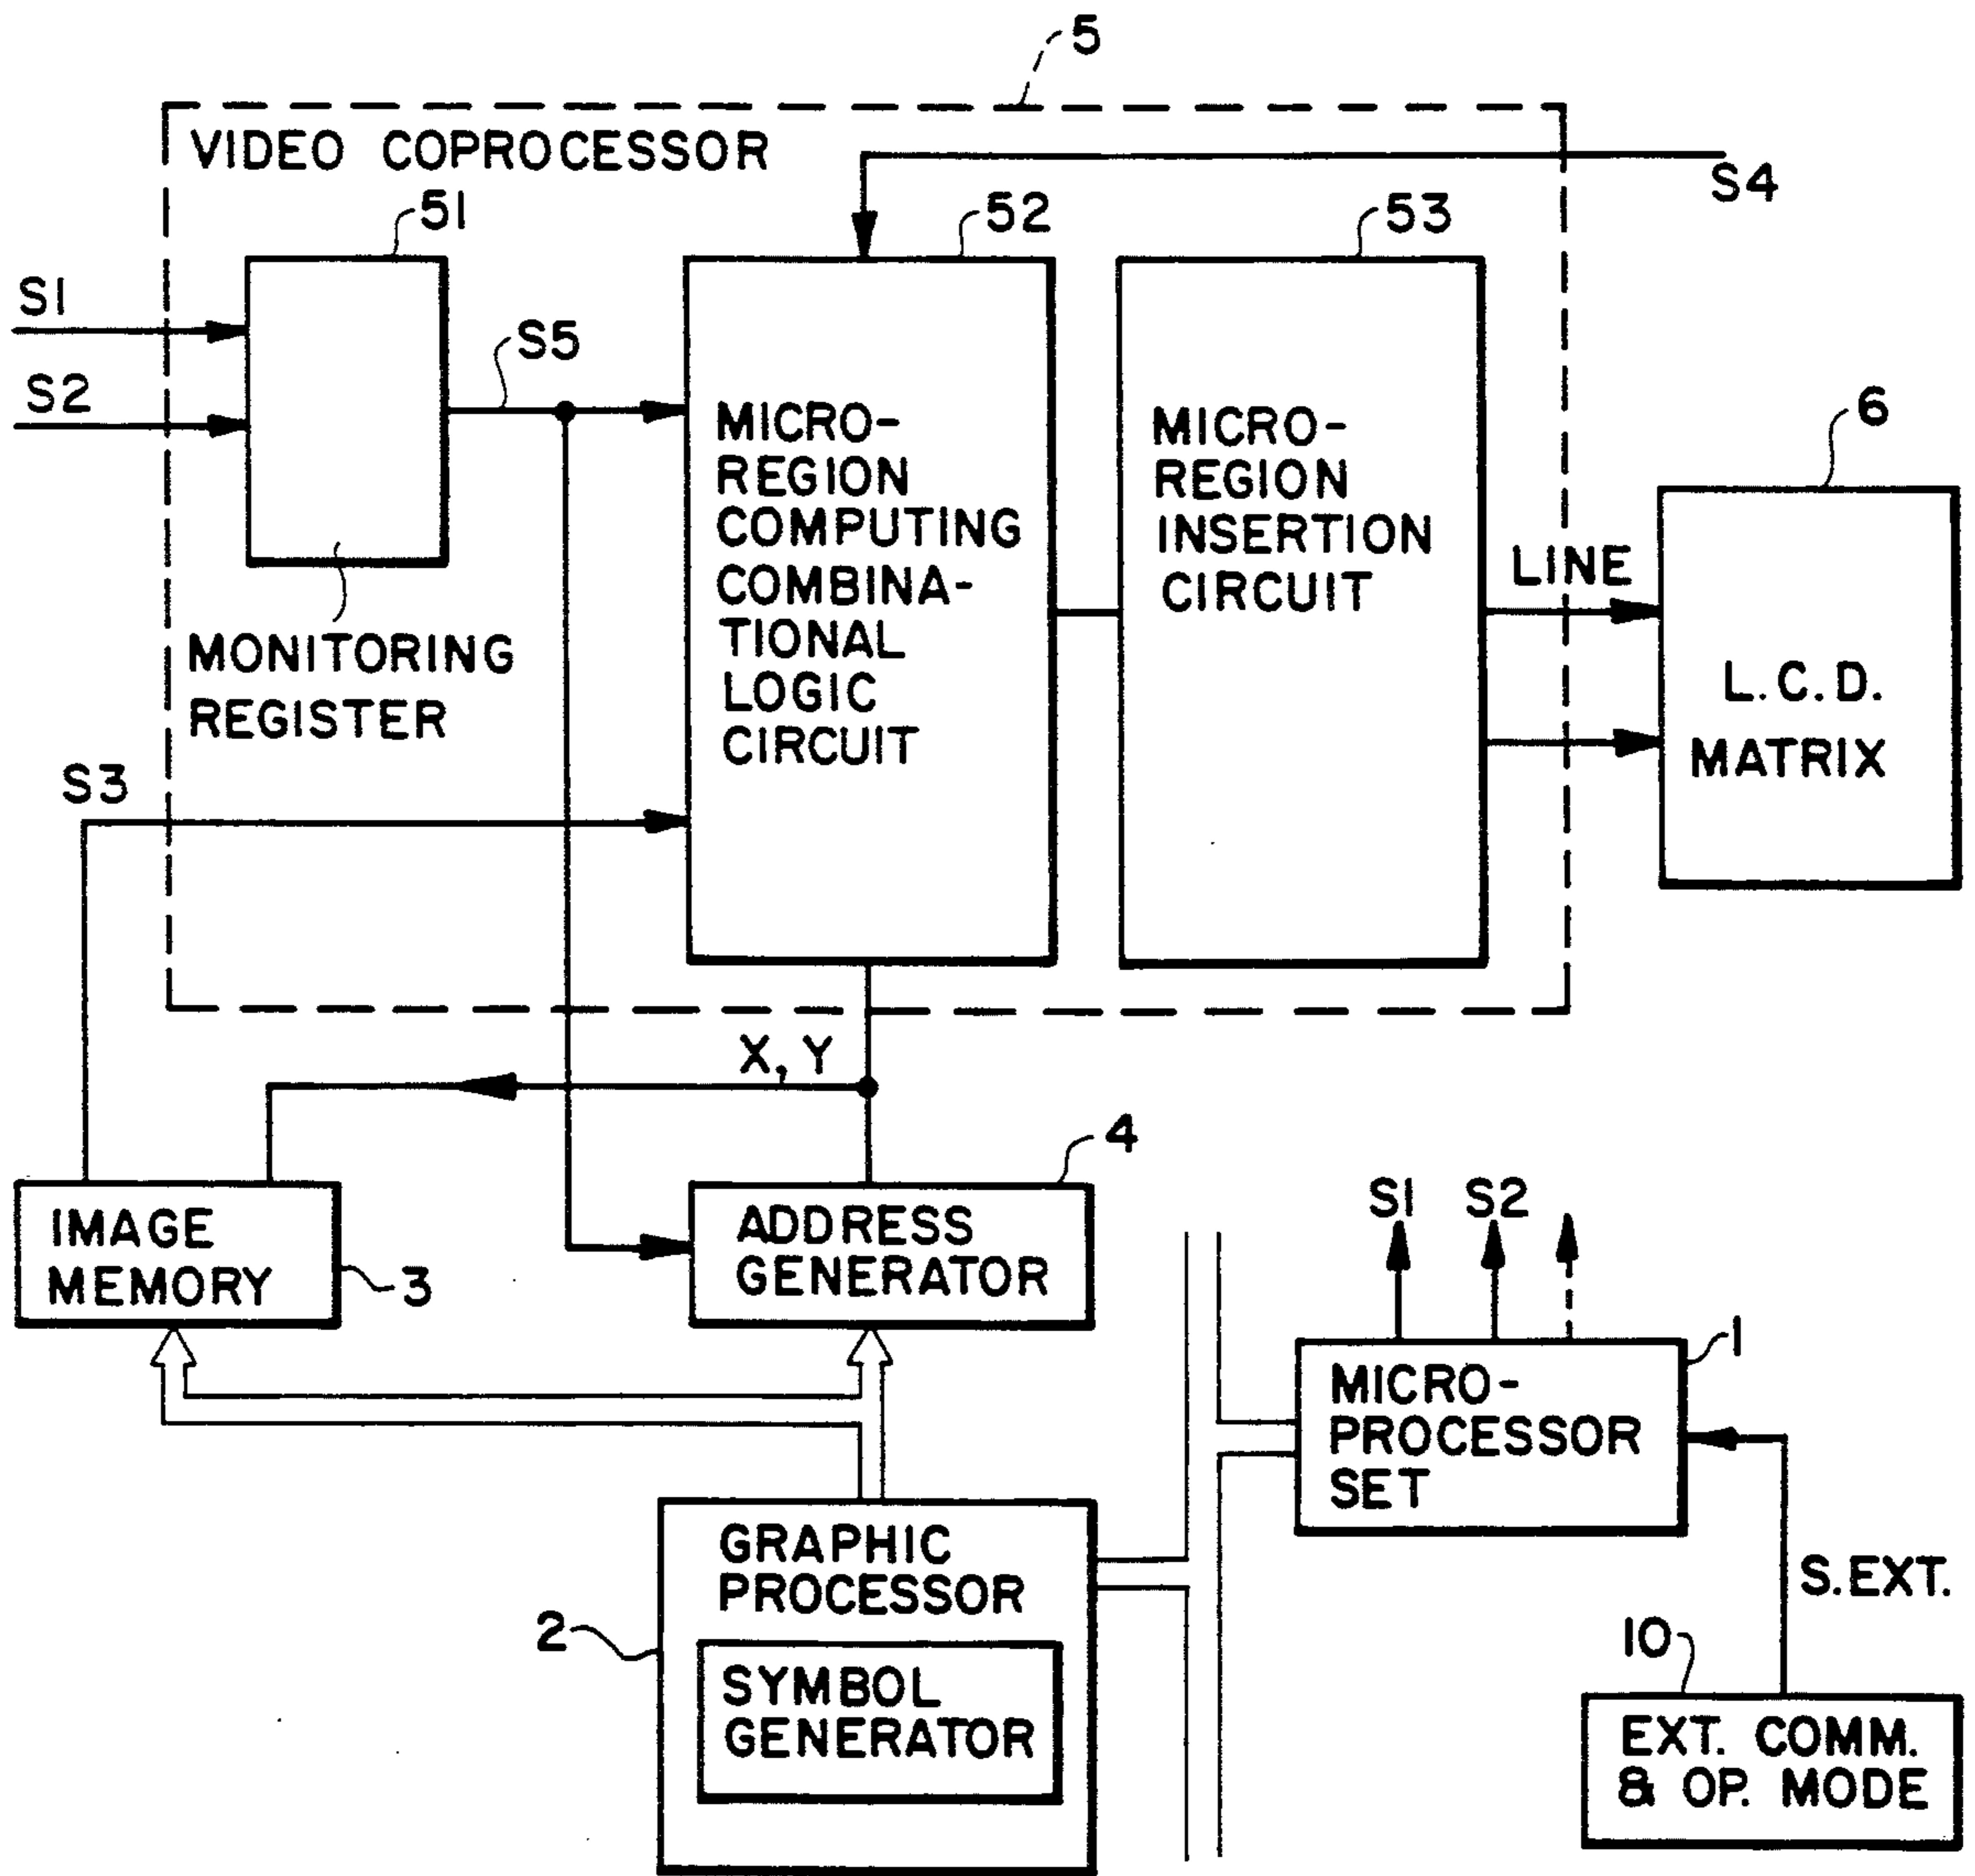 5
VIDEO COPROCESSOR
S4
51
52
53
S1
S2
S5
6
MICRO-
REGION
COMPUTING
COMBINA-
TIONAL
LOGIC
CIRCUIT
MICRO-
REGION
INSERTION
CIRCUIT
LINE
L.C.D.
MATRIX
MONITORING
REGISTER
S3
X, Y
4
IMAGE
MEMORY
3
ADDRESS
GENERATOR
S1
S2
1
MICRO-
PROCESSOR
SET
GRAPHIC
PROCESSOR
2
SYMBOL
GENERATOR
S.EXT.
10
EXT. COMM.
& OP. MODE